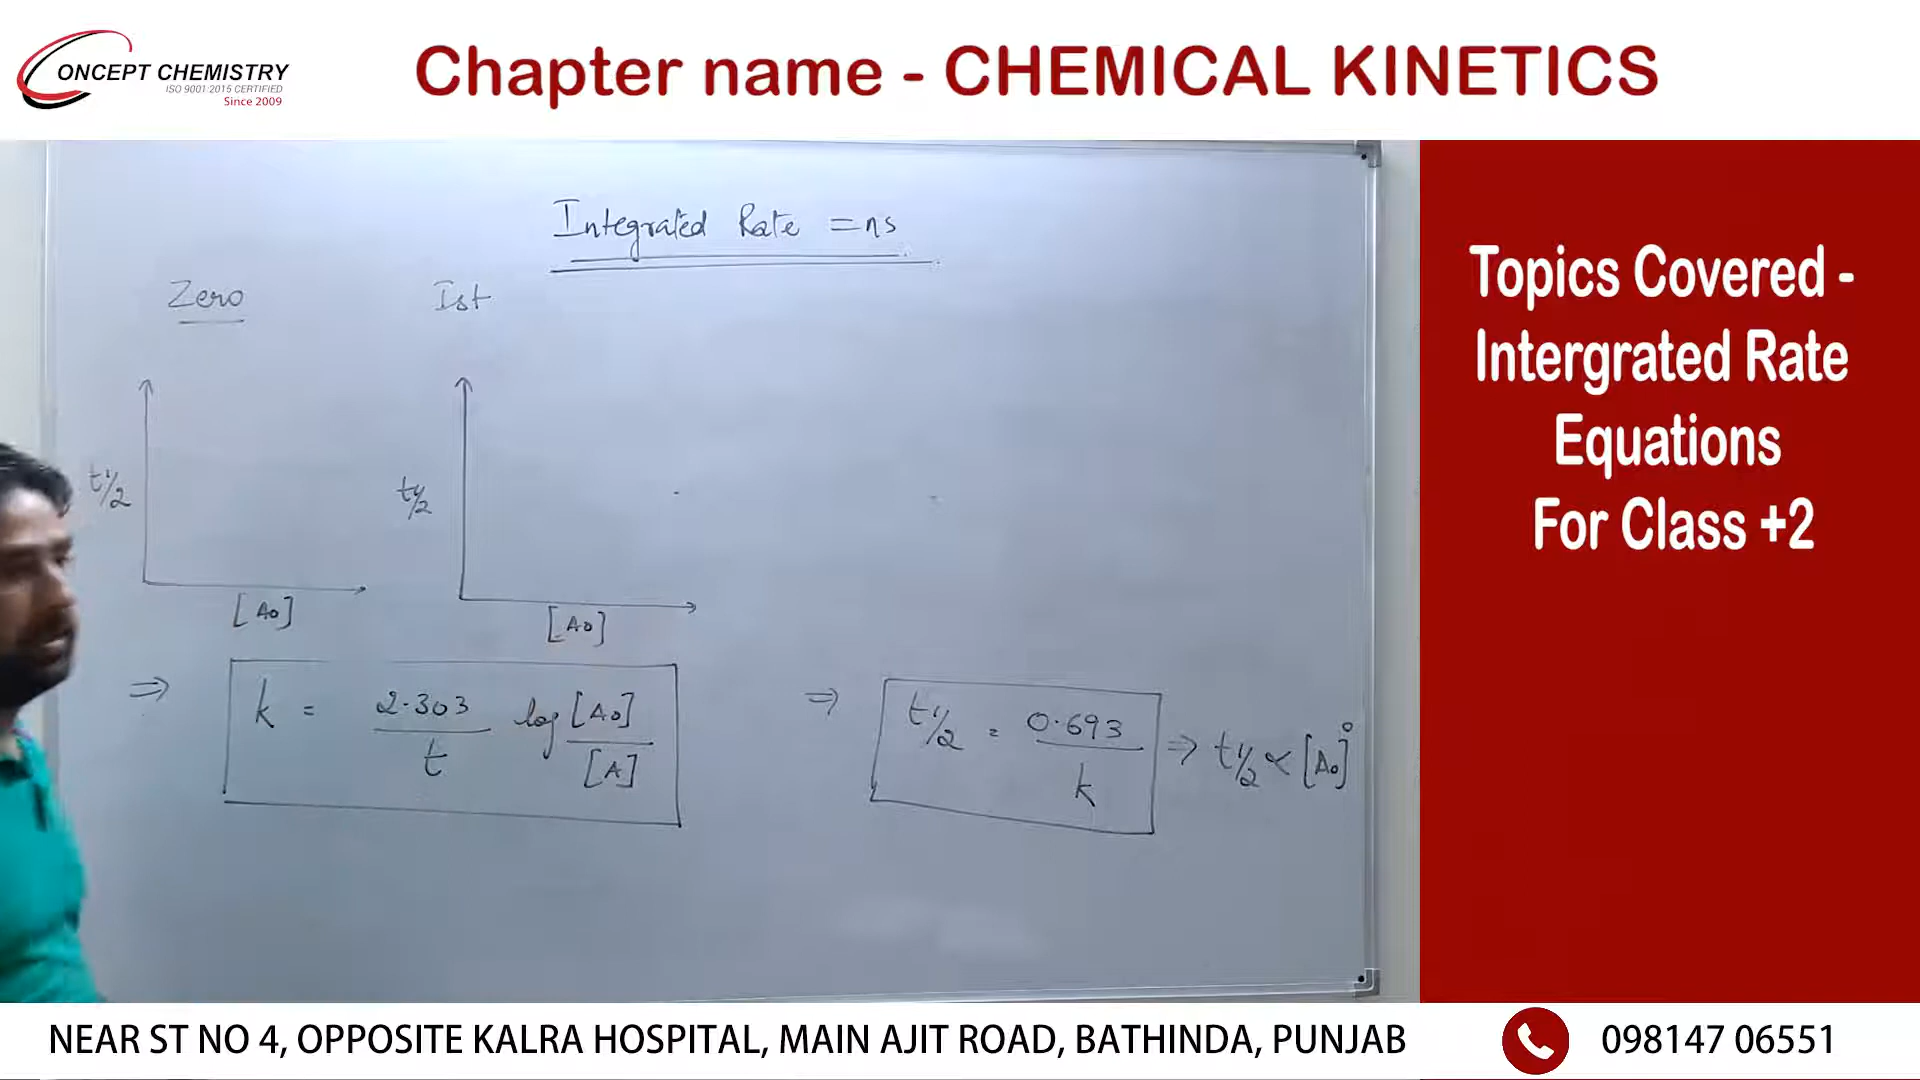 ONCEPT CHEMISTRY
ISO 9001:2015 CERTIFIED
Since 2009
Chapter name - CHEMICAL KINETICS
Integrated Rate =ns
Zero
Ist
t½
[A₀]
t½
[A₀]
⇒ k = 2.303/t log [A₀]/[A]
⇒ t½ = 0.693/k ⇒ t½ ∝ [A₀]⁰
Topics Covered -
Intergrated Rate
Equations
For Class +2
NEAR ST NO 4, OPPOSITE KALRA HOSPITAL, MAIN AJIT ROAD, BATHINDA, PUNJAB
098147 06551